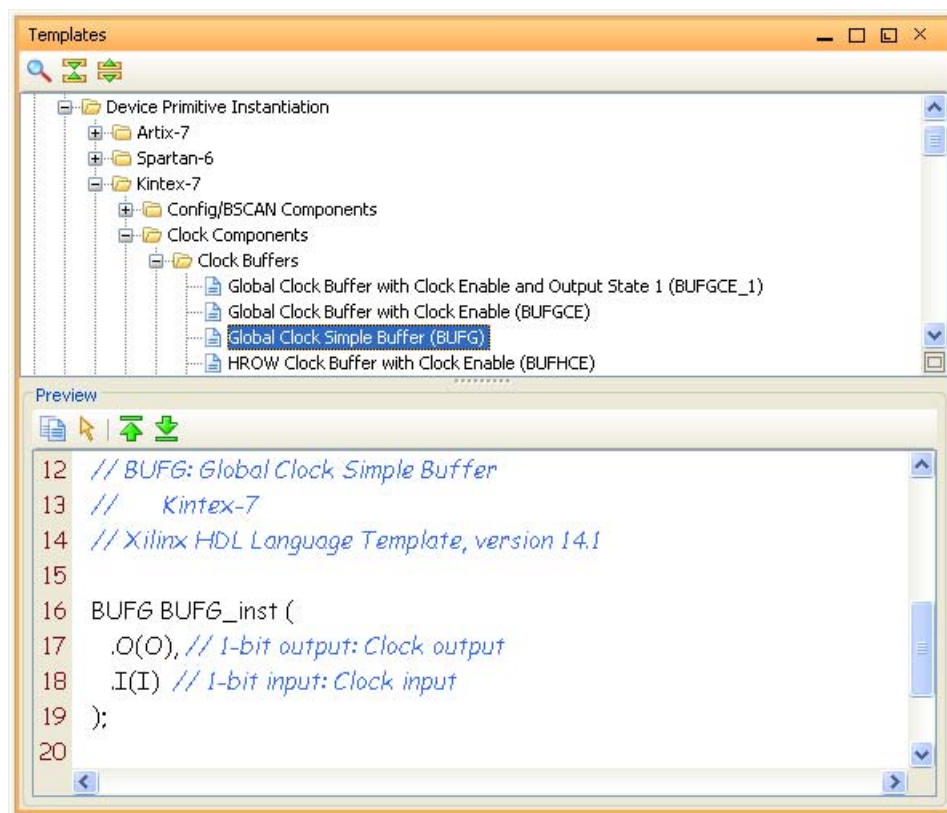 Templates
Device Primitive Instantiation
Artix-7
Spartan-6
Kintex-7
Config/BSCAN Components
Clock Components
Clock Buffers
Global Clock Buffer with Clock Enable and Output State 1 (BUFGCE_1)
Global Clock Buffer with Clock Enable (BUFGCE)
Global Clock Simple Buffer (BUFG)
HROW Clock Buffer with Clock Enable (BUFHCE)
Preview
12 // BUFG: Global Clock Simple Buffer
13 // Kintex-7
14 // Xilinx HDL Language Template, version 14.1
15
16 BUFG BUFG_inst (
17 .O(O), // 1-bit output: Clock output
18 .I(I) // 1-bit input: Clock input
19 );
20